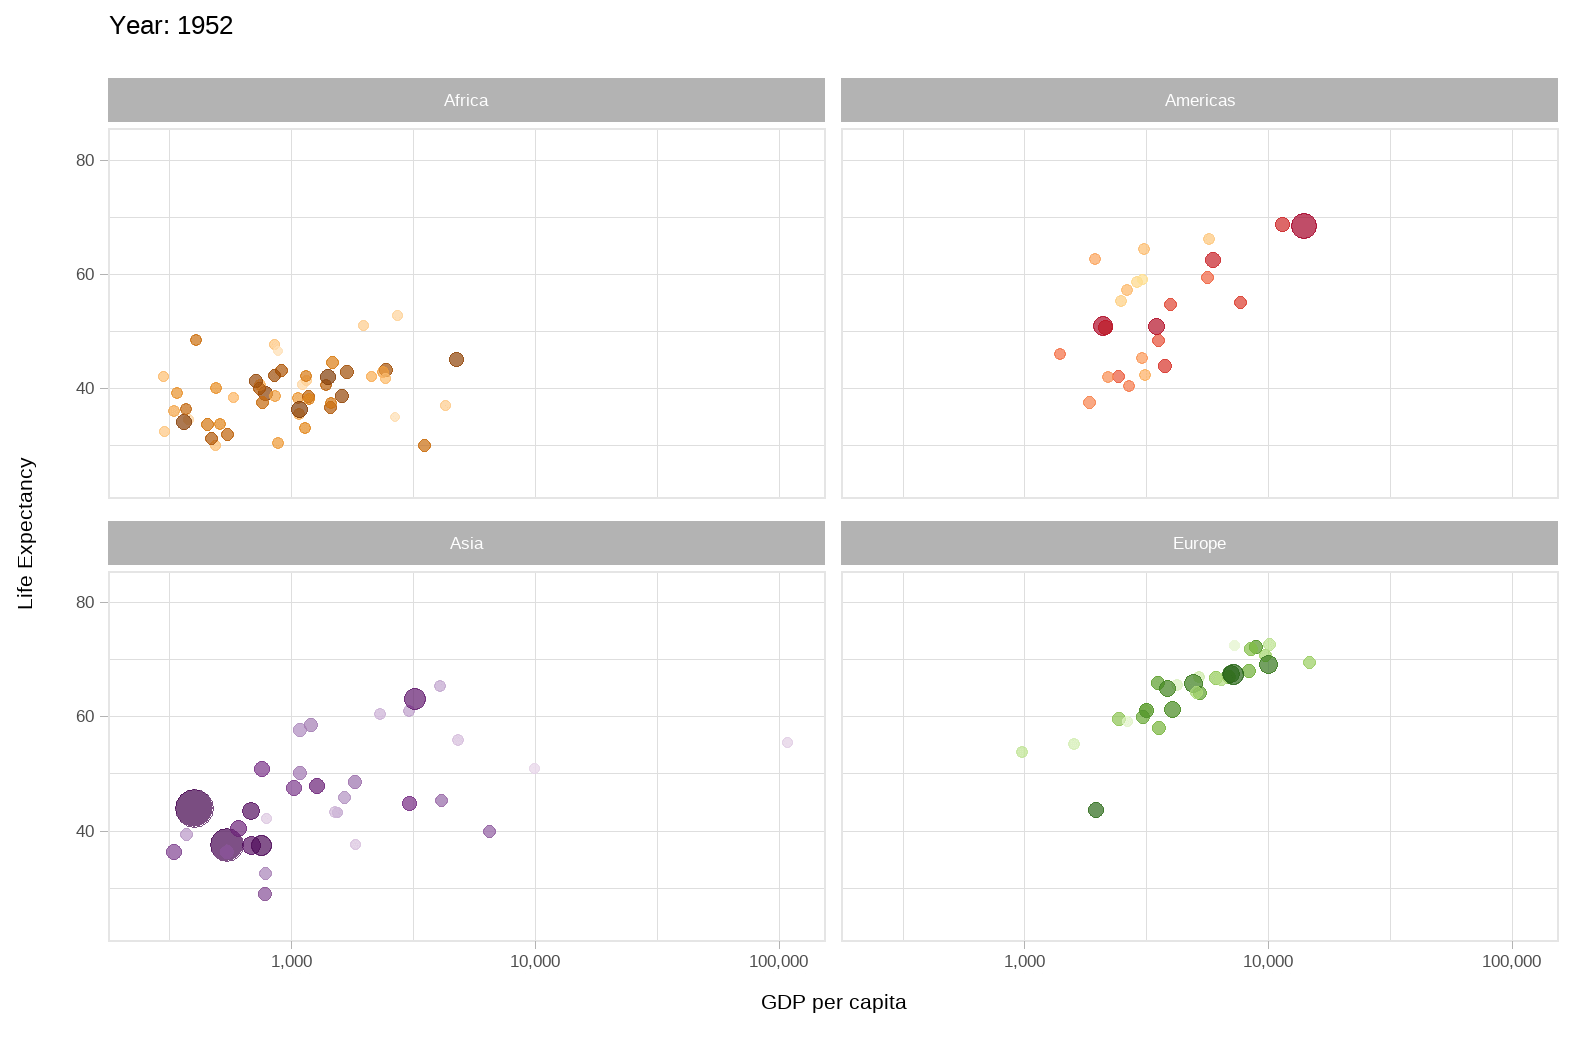 Year: 1952
Africa
Americas
80
60
40
Life Expectancy
Asia
Europe
80
60
40
1,000
10,000
100,000
1,000
10,000
100,000
GDP per capita